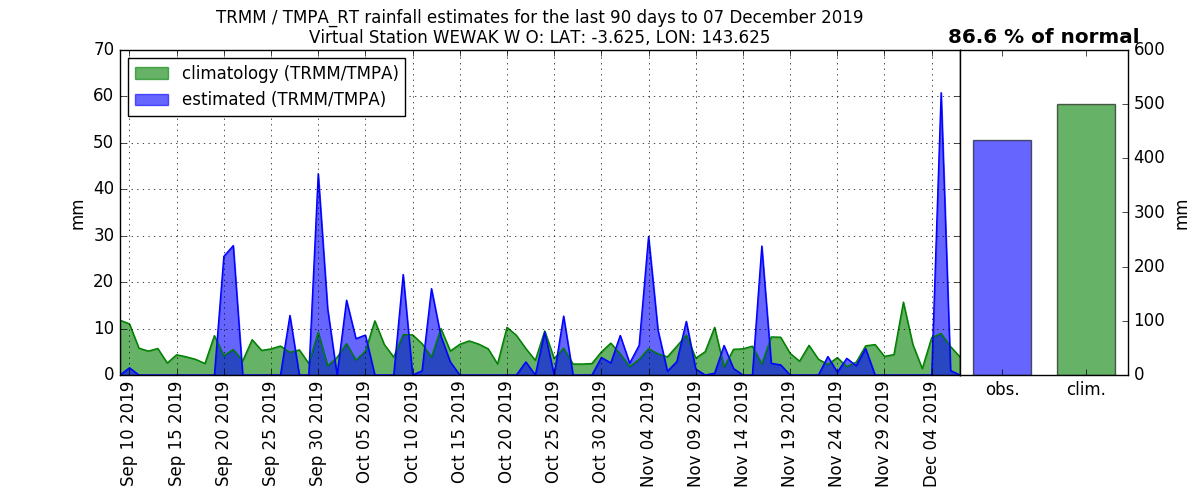 TRMM / TMPA_RT rainfall estimates for the last 90 days to 07 December 2019
Virtual Station WEWAK W O: LAT: -3.625, LON: 143.625
86.6 % of normal
climatology (TRMM/TMPA)
estimated (TRMM/TMPA)
70
60
50
40
30
20
10
0
mm
Sep 10 2019
Sep 15 2019
Sep 20 2019
Sep 25 2019
Sep 30 2019
Oct 05 2019
Oct 10 2019
Oct 15 2019
Oct 20 2019
Oct 25 2019
Oct 30 2019
Nov 04 2019
Nov 09 2019
Nov 14 2019
Nov 19 2019
Nov 24 2019
Nov 29 2019
Dec 04 2019
obs.
clim.
600
500
400
300
200
100
0
mm